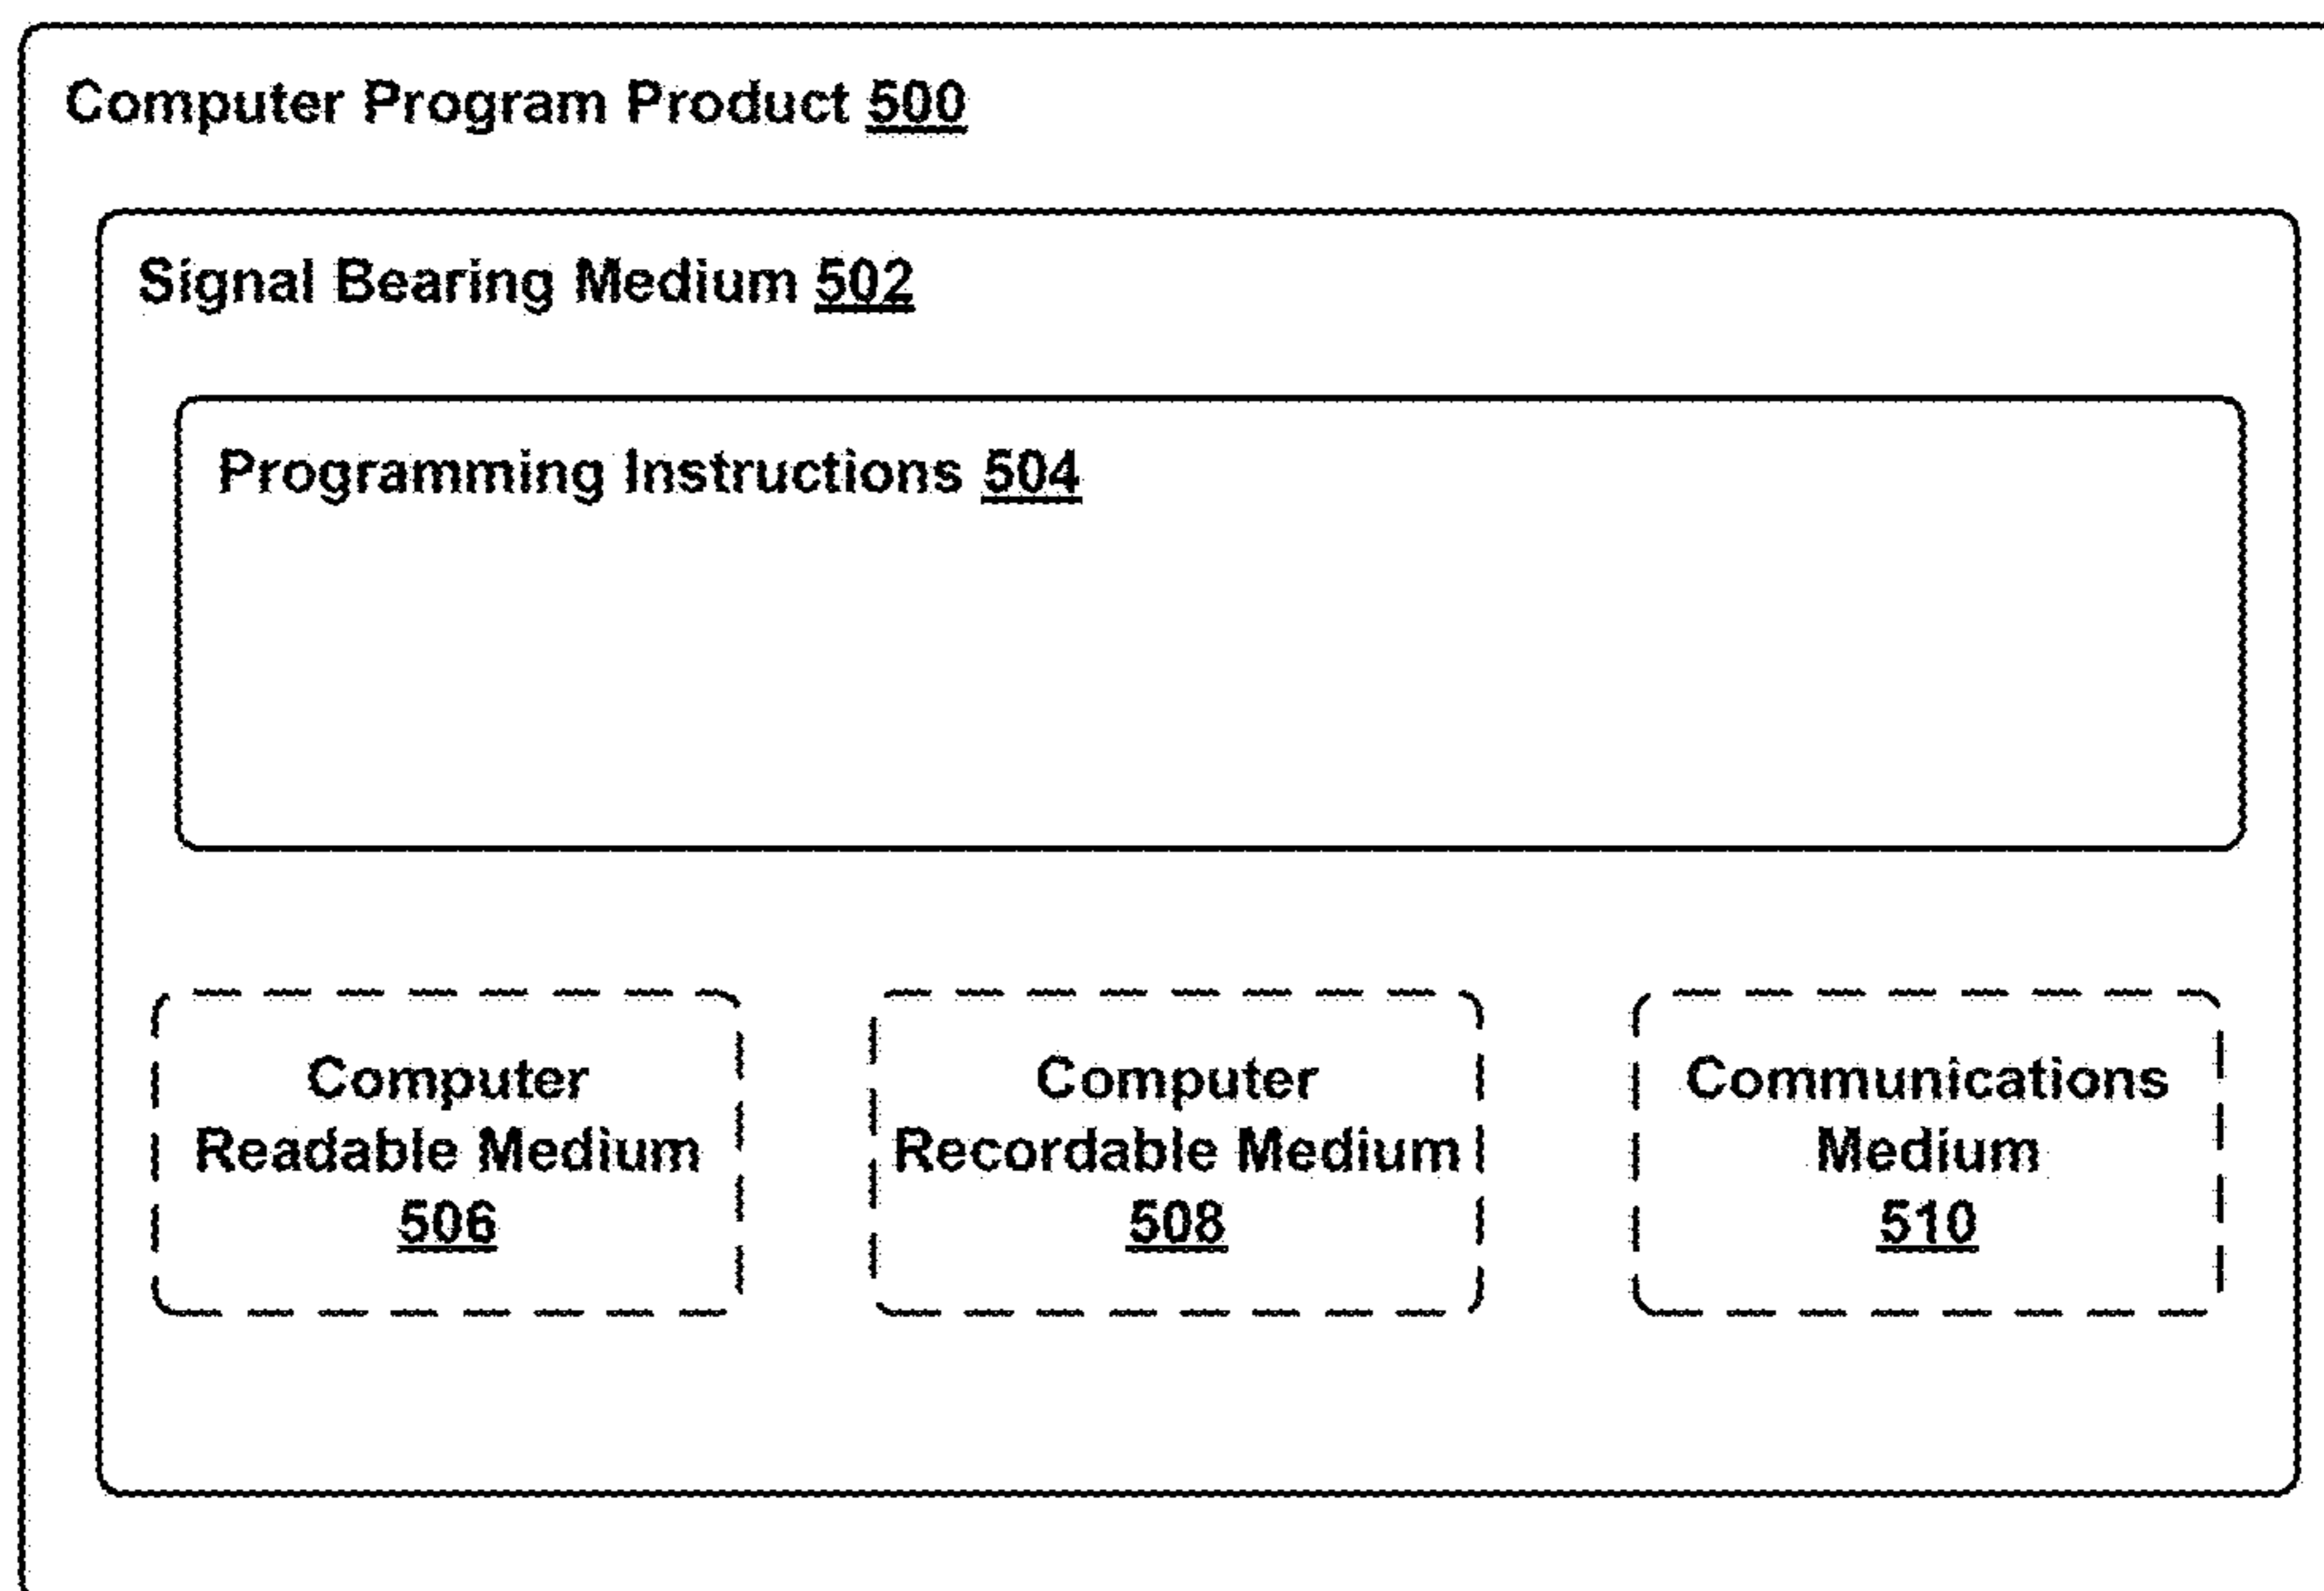 Computer Program Product 500
Signal Bearing Medium 502
Programming Instructions 504
Computer
Readable Medium
506
Computer
Recordable Medium
508
Communications
Medium
510